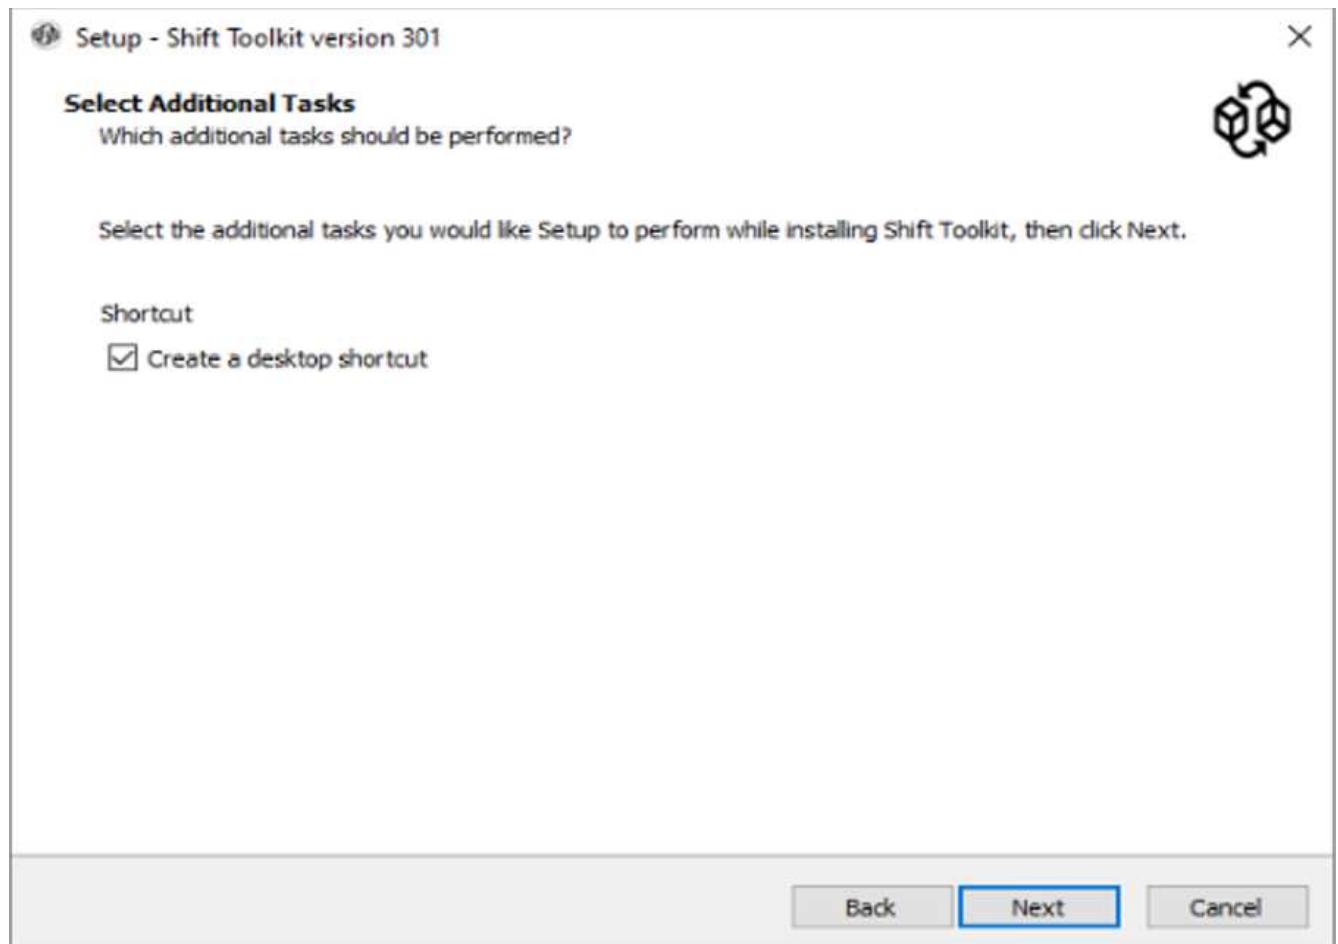 Setup - Shift Toolkit version 301
Select Additional Tasks
Which additional tasks should be performed?
Select the additional tasks you would like Setup to perform while installing Shift Toolkit, then click Next.
Shortcut
Create a desktop shortcut
Back
Next
Cancel